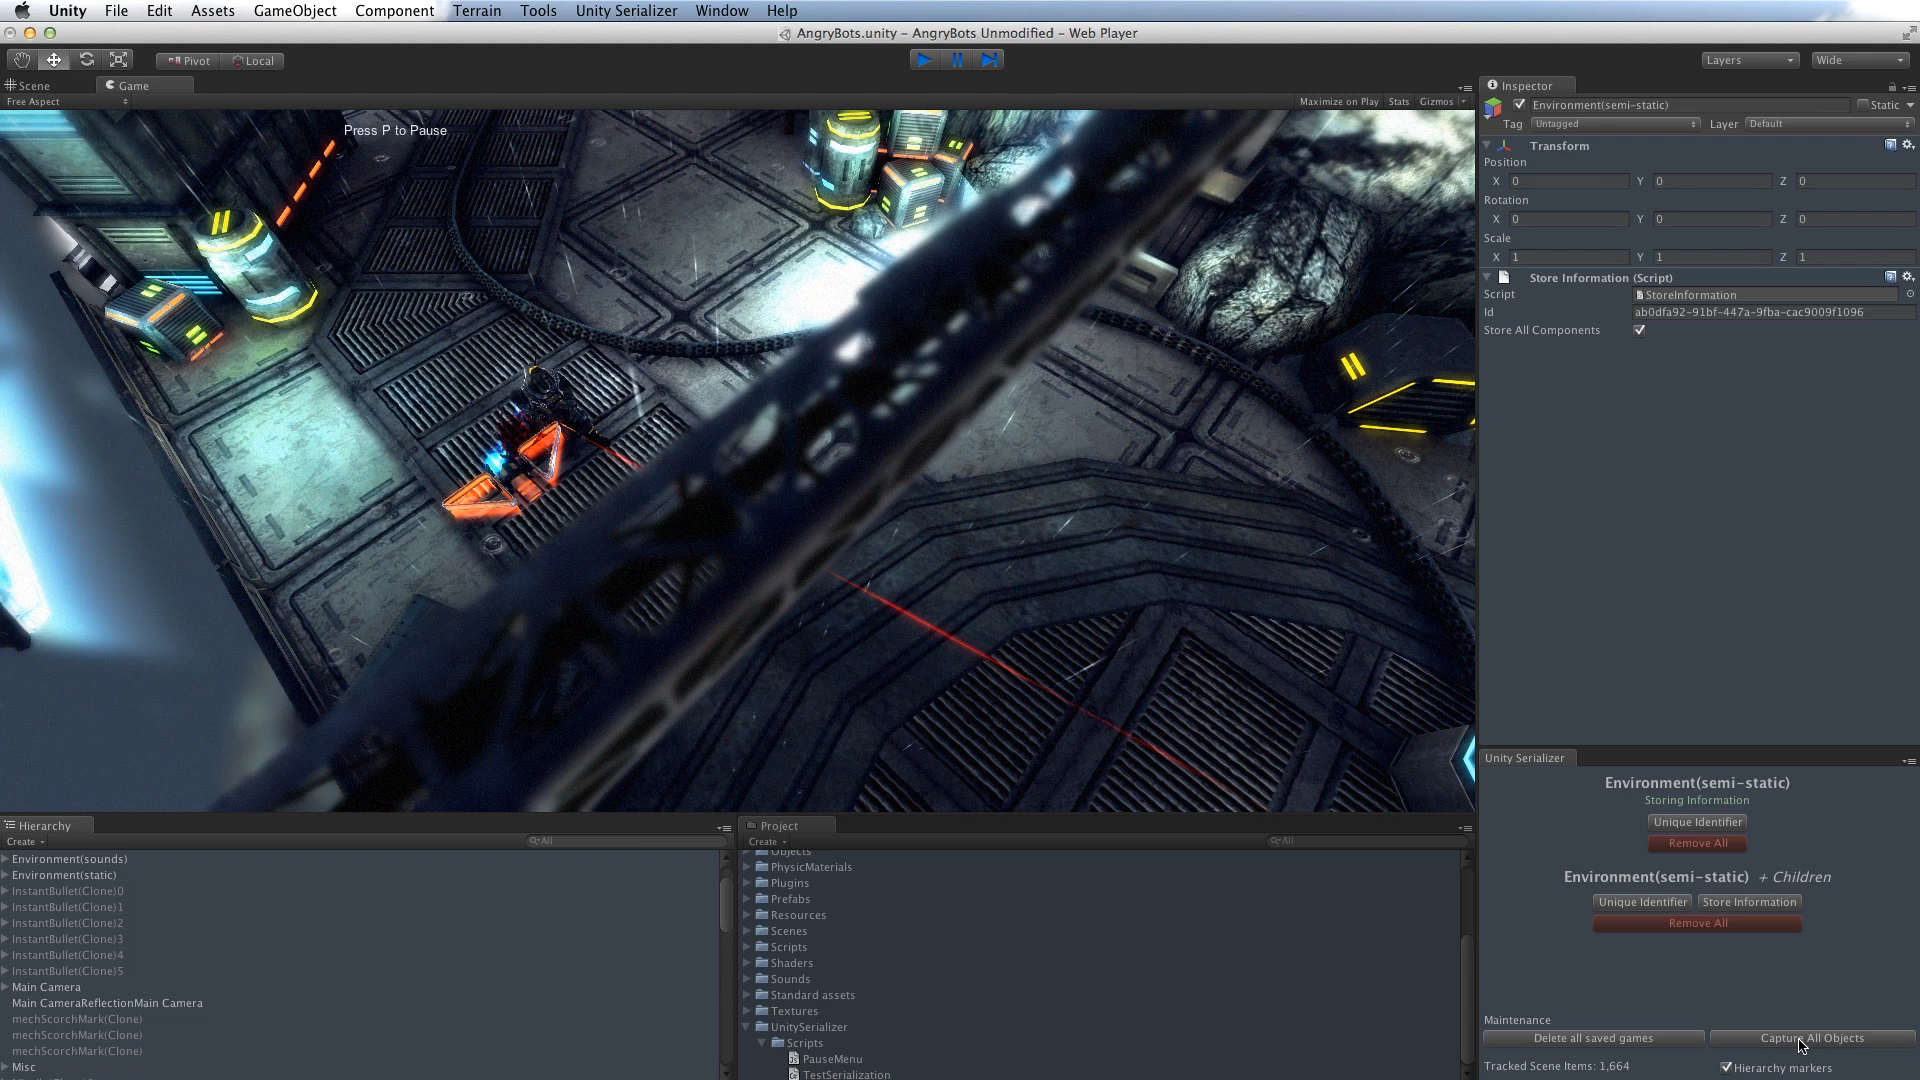 Unity File Edit Assets GameObject Component Terrain Tools Unity Serializer Window Help
AngryBots.unity – AngryBots Unmodified – Web Player
Pivot Local Layers Wide
Scene Game
Free Aspect Maximize on Play Stats Gizmos
Press P to Pause
Inspector
Environment(semi-static) Static
Tag Untagged Layer Default
Transform
Position
X 0 Y 0 Z 0
Rotation
X 0 Y 0 Z 0
Scale
X 1 Y 1 Z 1
Store Information (Script)
Script StoreInformation
Id ab0dfa92-91bf-447a-9fba-cac9009f1096
Store All Components
Unity Serializer
Environment(semi-static)
Storing Information
Unique Identifier
Remove All
Environment(semi-static) + Children
Unique Identifier Store Information
Remove All
Maintenance
Delete all saved games Capture All Objects
Tracked Scene Items: 1,664 Hierarchy markers
Hierarchy
Create All
Environment(sounds)
Environment(static)
InstantBullet(Clone)0
InstantBullet(Clone)1
InstantBullet(Clone)2
InstantBullet(Clone)3
InstantBullet(Clone)4
InstantBullet(Clone)5
Main Camera
Main CameraReflectionMain Camera
mechScorchMark(Clone)
mechScorchMark(Clone)
mechScorchMark(Clone)
Misc
Project
Create All
Objects
PhysicMaterials
Plugins
Prefabs
Resources
Scenes
Scripts
Shaders
Sounds
Standard assets
Textures
UnitySerializer
Scripts
PauseMenu
TestSerialization